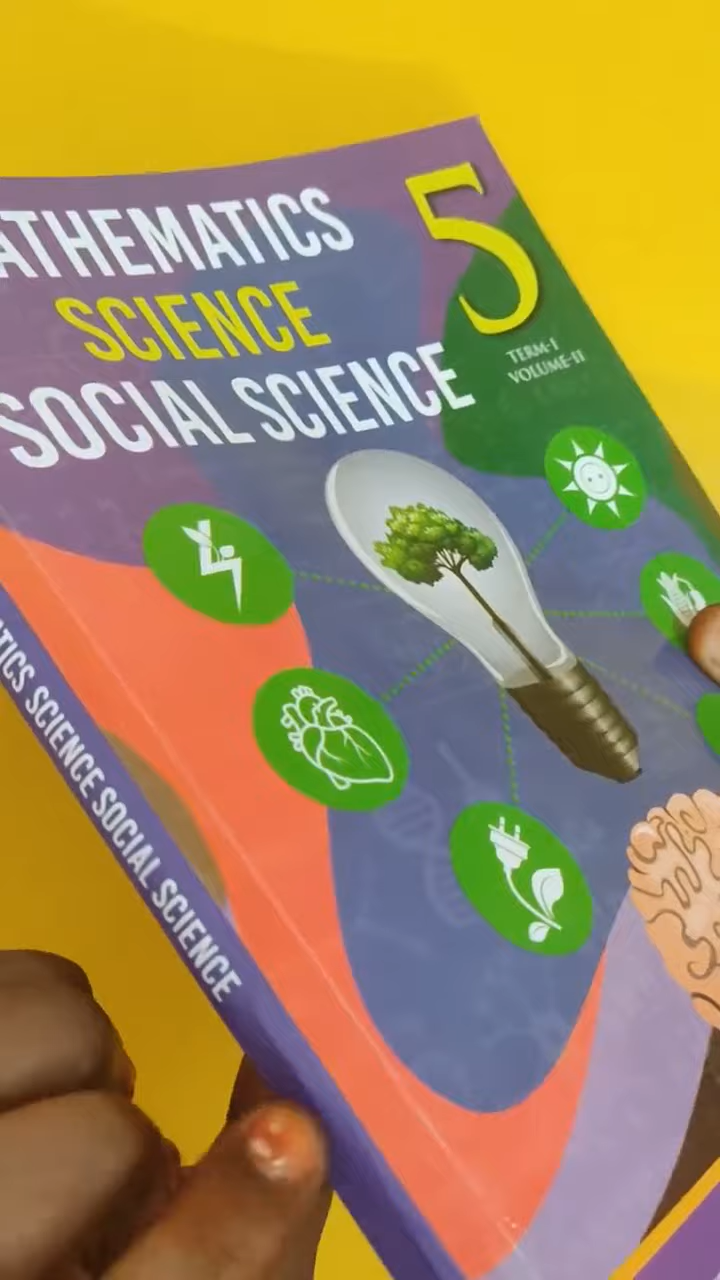 ATHEMATICS
5
SCIENCE
TERM-I
VOLUME-II
SOCIAL SCIENCE
TICS SCIENCE SOCIAL SCIENCE